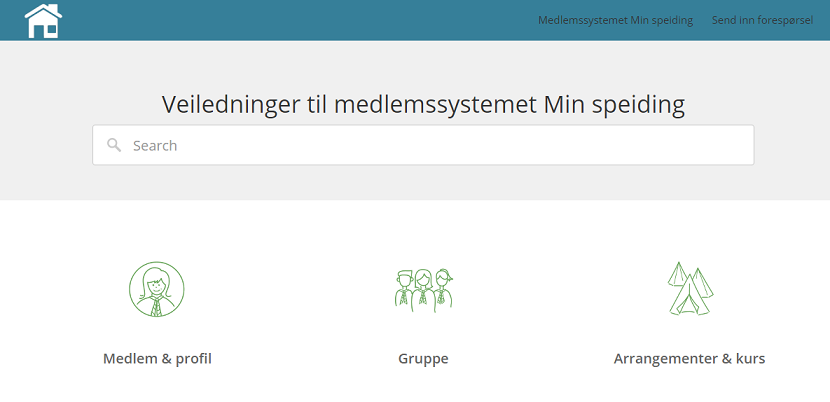 Medlemssystemet Min speiding Send inn forespørsel
Veiledninger til medlemssystemet Min speiding
Search
Medlem & profil Gruppe Arrangementer & kurs